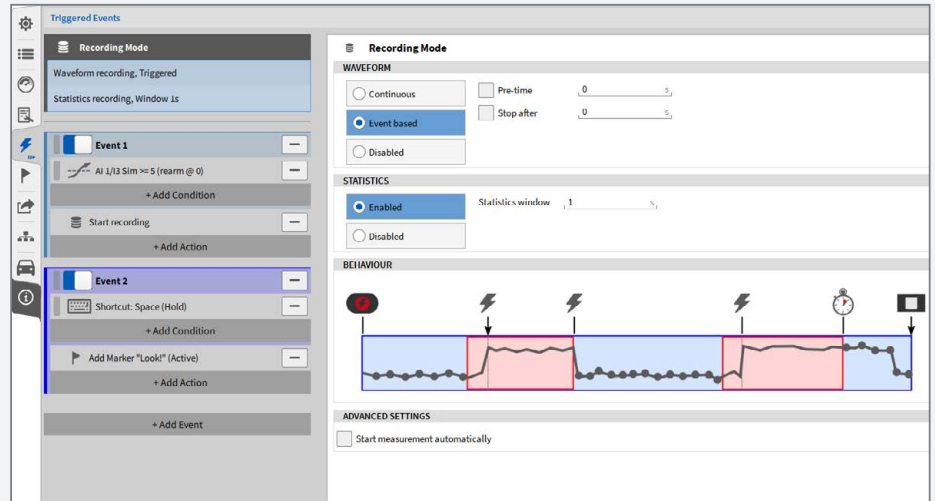 Triggered Events
Recording Mode
Waveform recording, Triggered
Statistics recording, Window 1s
Event 1
AI 1/I3 Sim >= 5 (rearm @ 0)
+ Add Condition
Start recording
+ Add Action
Event 2
Shortcut: Space (Hold)
+ Add Condition
Add Marker "Look!" (Active)
+ Add Action
+ Add Event
Recording Mode
WAVEFORM
Continuous
Pre-time 0 s
Event based
Stop after 0 s
Disabled
STATISTICS
Enabled
Statistics window 1 s
Disabled
BEHAVIOUR
ADVANCED SETTINGS
Start measurement automatically